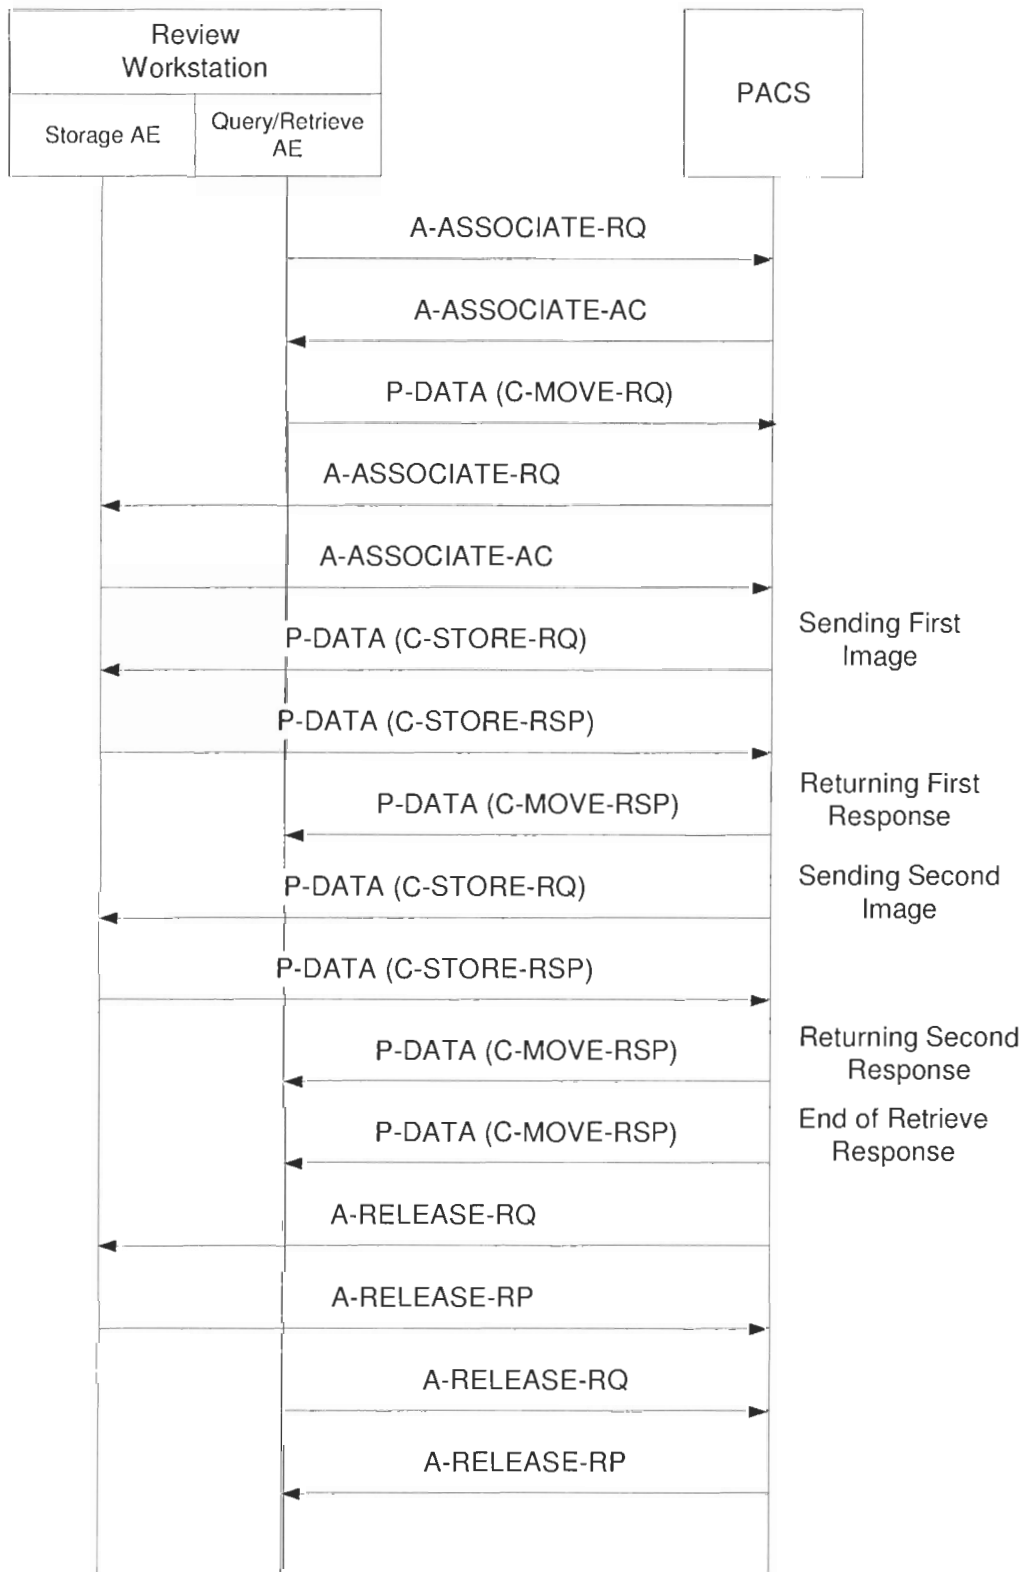 Review
Workstation
PACS
Storage AE
Query/Retrieve
AE
A-ASSOCIATE-RQ
A-ASSOCIATE-AC
P-DATA (C-MOVE-RQ)
A-ASSOCIATE-RQ
A-ASSOCIATE-AC
P-DATA (C-STORE-RQ)
Sending First
Image
P-DATA (C-STORE-RSP)
P-DATA (C-MOVE-RSP)
Returning First
Response
P-DATA (C-STORE-RQ)
Sending Second
Image
P-DATA (C-STORE-RSP)
P-DATA (C-MOVE-RSP)
Returning Second
Response
P-DATA (C-MOVE-RSP)
End of Retrieve
Response
A-RELEASE-RQ
A-RELEASE-RP
A-RELEASE-RQ
A-RELEASE-RP